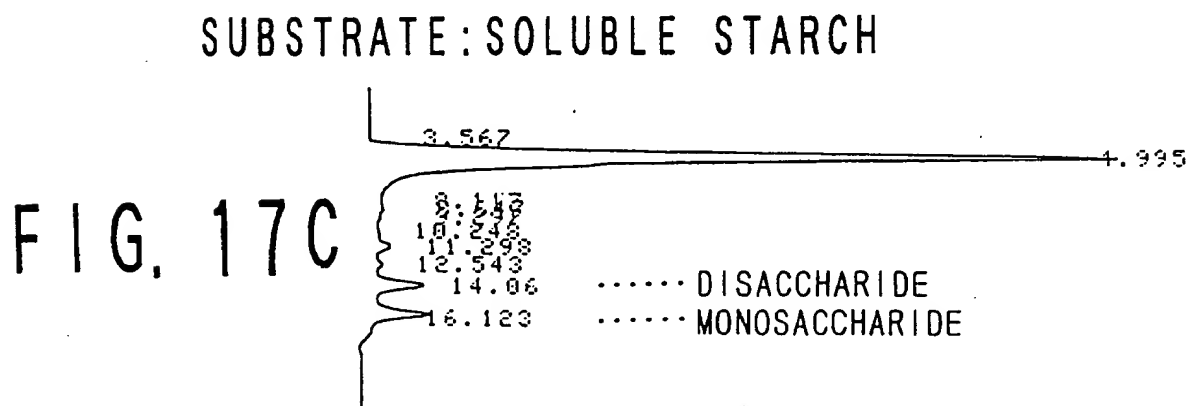 SUBSTRATE:SOLUBLE STARCH
3.567
4.995
FIG. 17C
10.248
11.298
12.543
14.06 ······ DISACCHARIDE
16.123 ······ MONOSACCHARIDE